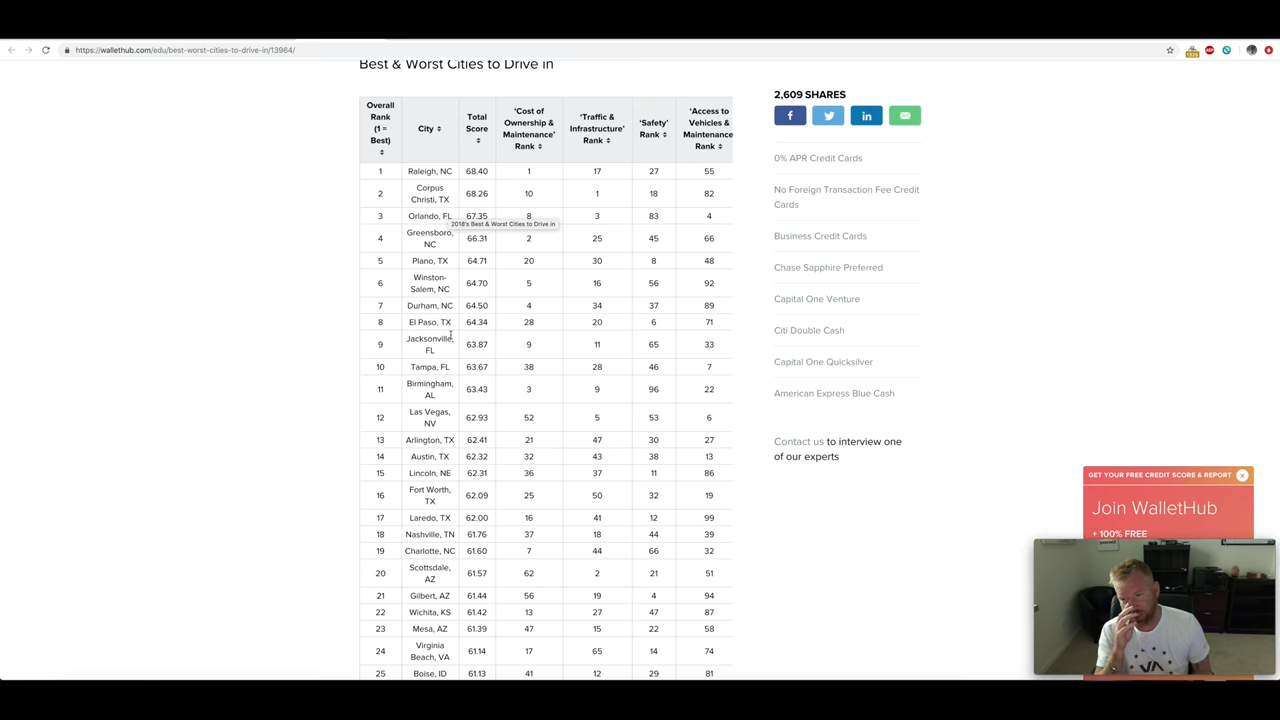 https://wallethub.com/edu/best-worst-cities-to-drive-in/13964/
Best & Worst Cities to Drive in
Overall Rank (1 = Best) City Total Score 'Cost of Ownership & Maintenance' Rank 'Traffic & Infrastructure' Rank 'Safety' Rank 'Access to Vehicles & Maintenance Rank
1 Raleigh, NC 68.40 1 17 27 55
2 Corpus Christi, TX 68.26 10 1 18 82
3 Orlando, FL 67.35 8 3 83 4
2018's Best & Worst Cities to Drive in
4 Greensboro, NC 66.31 2 25 45 66
5 Plano, TX 64.71 20 30 8 48
6 Winston-Salem, NC 64.70 5 16 56 92
7 Durham, NC 64.50 4 34 37 89
8 El Paso, TX 64.34 28 20 6 71
9 Jacksonville, FL 63.87 9 11 65 33
10 Tampa, FL 63.67 38 28 46 7
11 Birmingham, AL 63.43 3 9 96 22
12 Las Vegas, NV 62.93 52 5 53 6
13 Arlington, TX 62.41 21 47 30 27
14 Austin, TX 62.32 32 43 38 13
15 Lincoln, NE 62.31 36 37 11 86
16 Fort Worth, TX 62.09 25 50 32 19
17 Laredo, TX 62.00 16 41 12 99
18 Nashville, TN 61.76 37 18 44 39
19 Charlotte, NC 61.60 7 44 66 32
20 Scottsdale, AZ 61.57 62 2 21 51
21 Gilbert, AZ 61.44 56 19 4 94
22 Wichita, KS 61.42 13 27 47 87
23 Mesa, AZ 61.39 47 15 22 58
24 Virginia Beach, VA 61.14 17 65 14 74
25 Boise, ID 61.13 41 12 29 81
2,609 SHARES
0% APR Credit Cards
No Foreign Transaction Fee Credit
Cards
Business Credit Cards
Chase Sapphire Preferred
Capital One Venture
Citi Double Cash
Capital One Quicksilver
American Express Blue Cash
Contact us to interview one
of our experts
GET YOUR FREE CREDIT SCORE & REPORT
Join WalletHub
+ 100% FREE